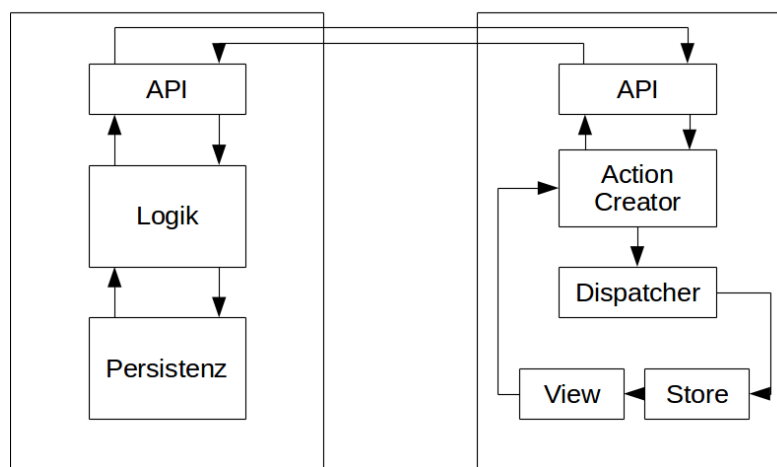 API
Logik
Persistenz
API
Action
Creator
Dispatcher
View
Store